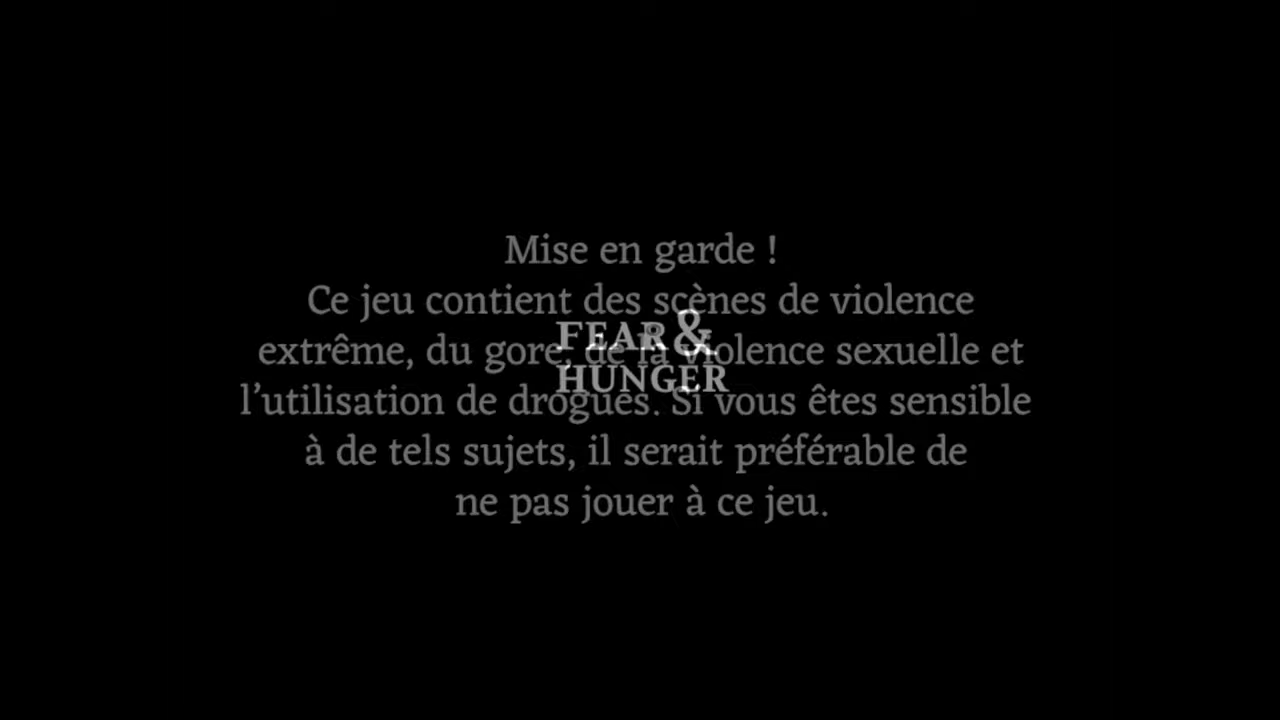 Mise en garde !
Ce jeu contient des scènes de violence
FEAR &
extrême, du gore, de la violence sexuelle et
HUNGER
l’utilisation de drogues. Si vous êtes sensible
à de tels sujets, il serait préférable de
ne pas jouer à ce jeu.